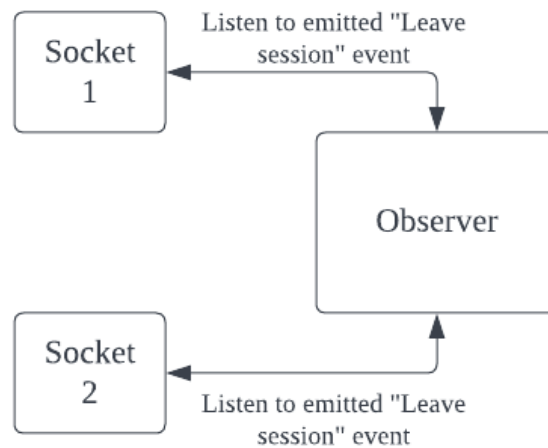 Listen to emitted "Leave
session" event
Socket
1
Observer
Socket
2
Listen to emitted "Leave
session" event